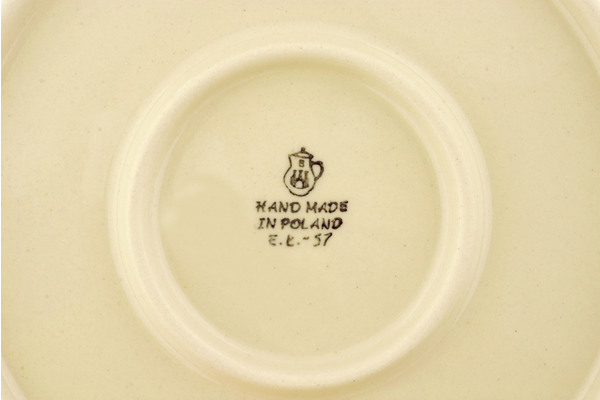 B
HAND MADE
IN POLAND
E.Ł.-57